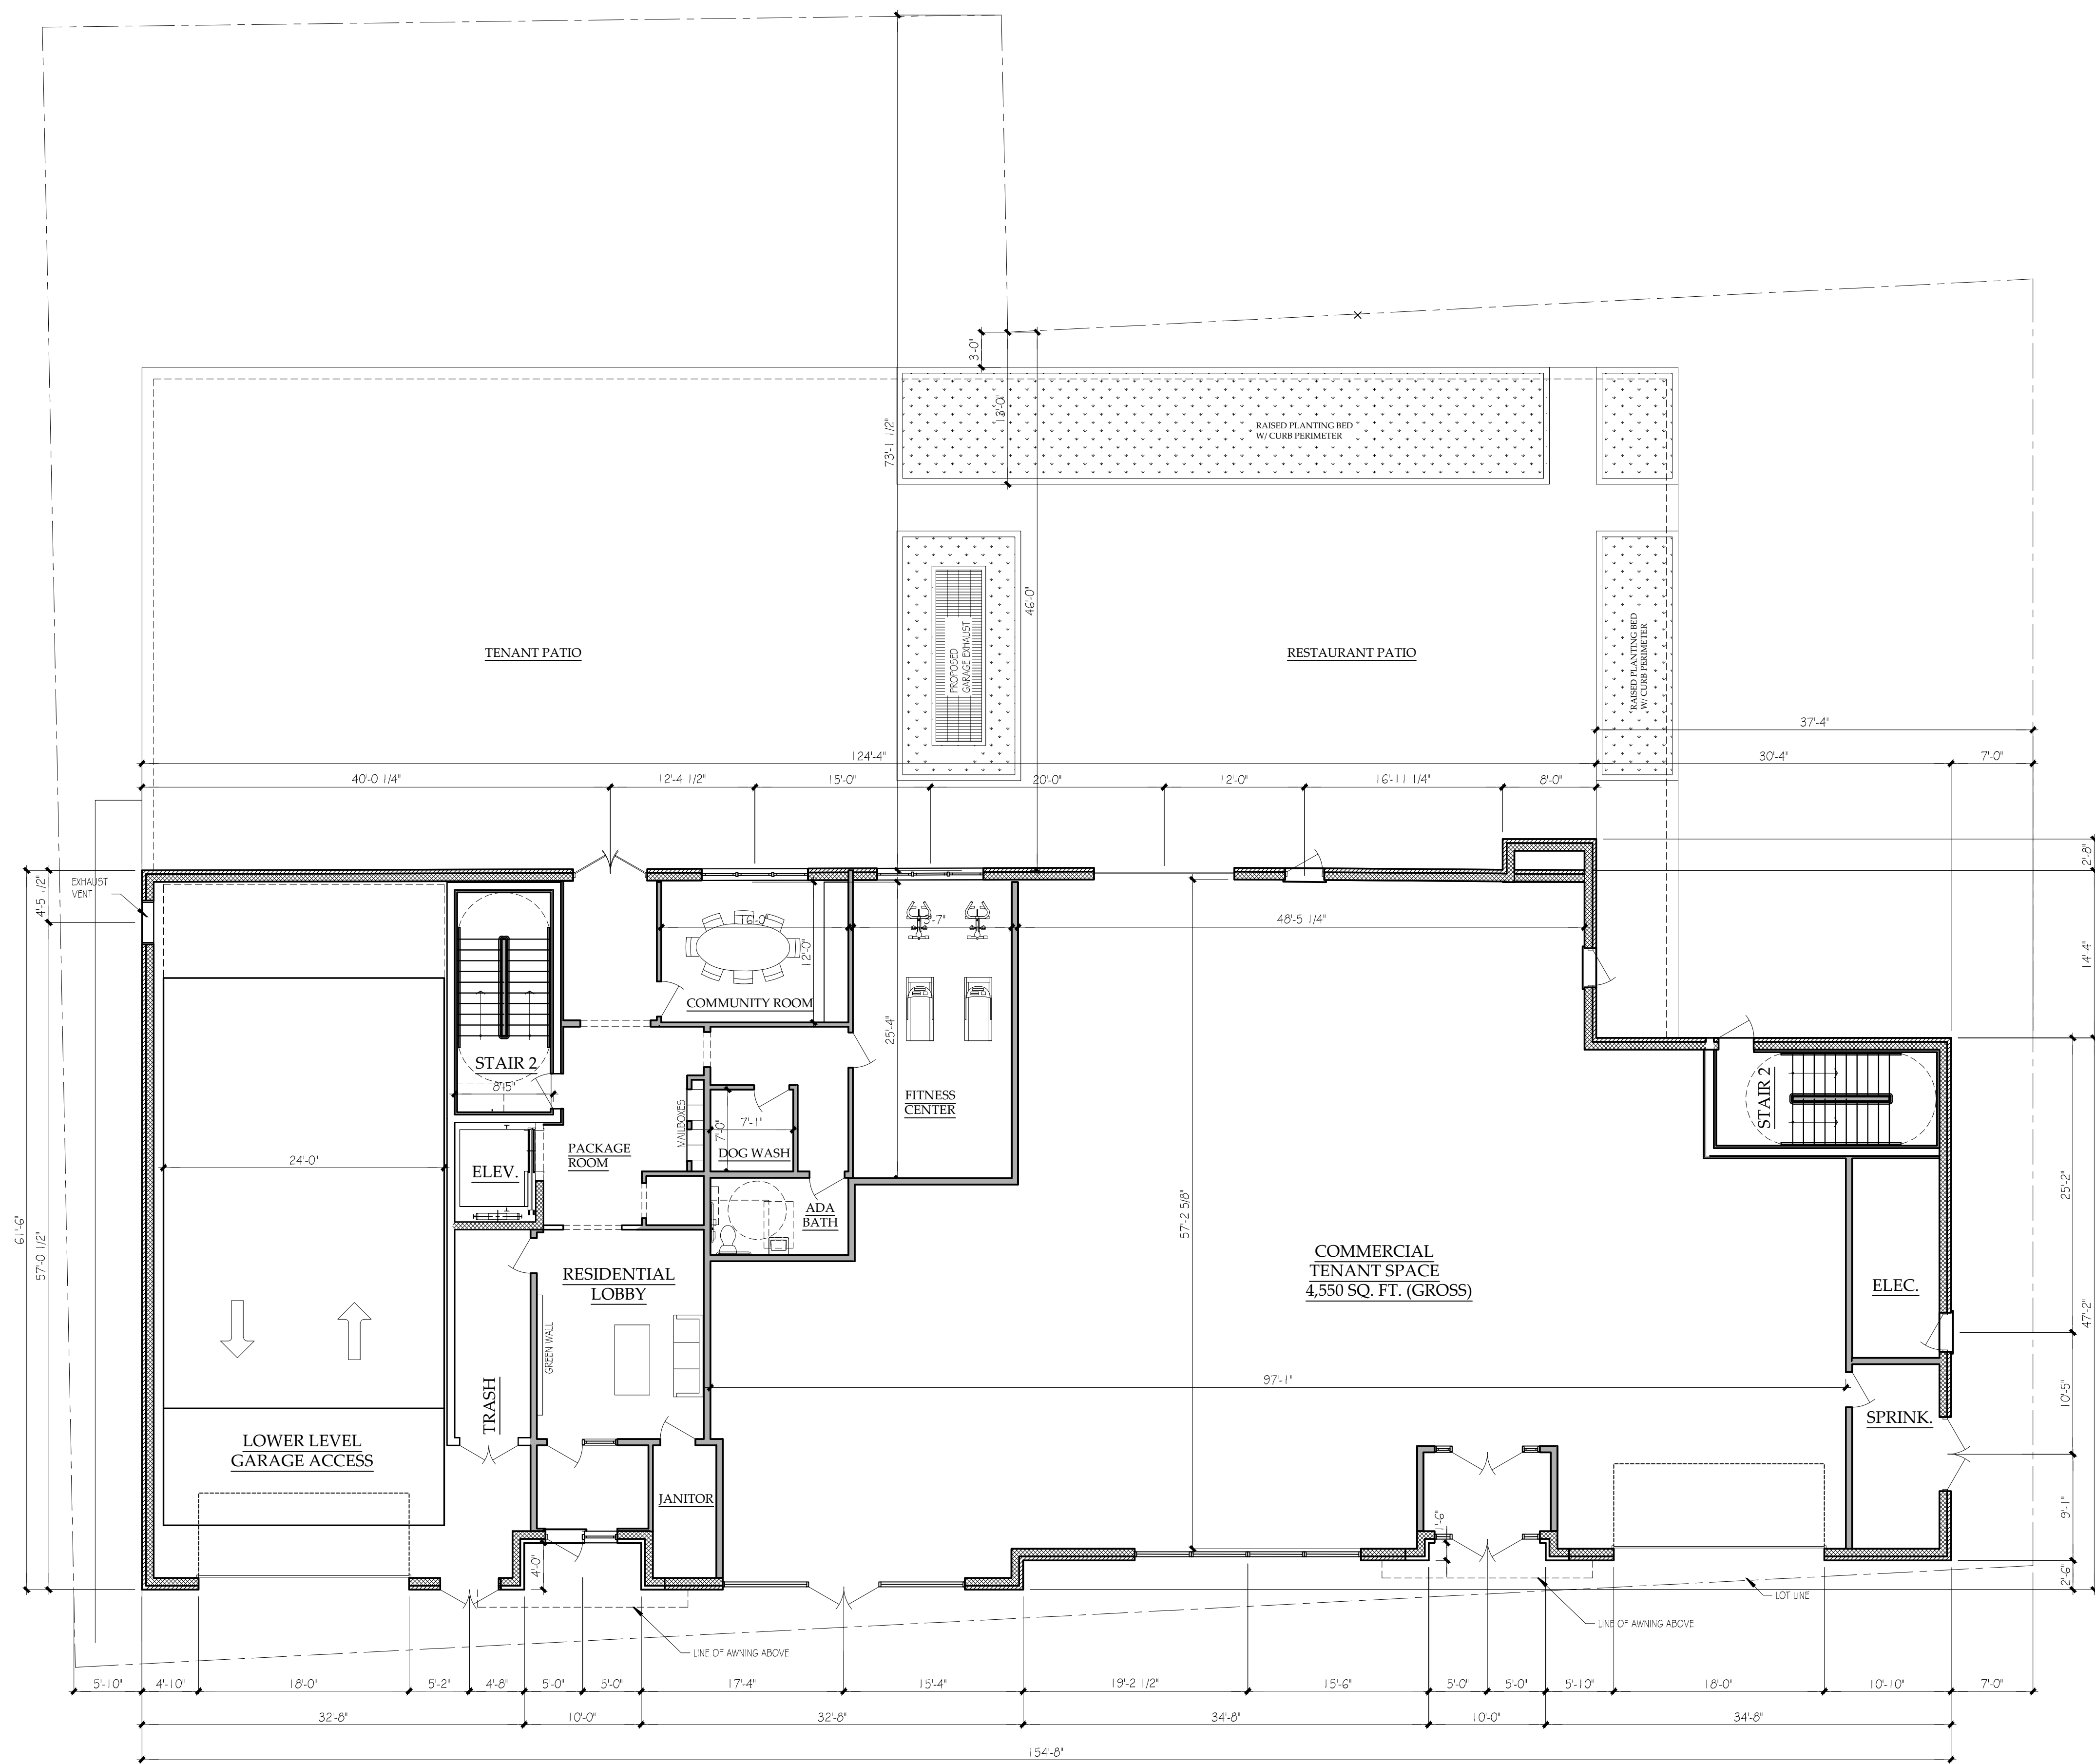 3'-0"
13'-0"
73'-1 1/2"
RAISED PLANTING BED
W/ CURB PERIMETER
46'-0"
PROPOSED
GARAGE EXHAUST
TENANT PATIO
RESTAURANT PATIO
RAISED PLANTING BED
W/ CURB PERIMETER
37'-4"
124'-4"
30'-4"
7'-0"
40'-0 1/4"
12'-4 1/2"
15'-0"
20'-0"
12'-0"
16'-11 1/4"
8'-0"
2'-8"
EXHAUST
VENT
4'-5 1/2"
16'-0"
3'-7"
48'-5 1/4"
12'-0"
14'-4"
COMMUNITY ROOM
25'-4"
STAIR 2
8'-5"
FITNESS
CENTER
STAIR 2
MAILBOXES
7'-1"
7'-0"
DOG WASH
PACKAGE
ROOM
24'-0"
ELEV.
ADA
BATH
25'-2"
61'-6"
57'-0 1/2"
57'-2 5/8"
COMMERCIAL
TENANT SPACE
4,550 SQ. FT. (GROSS)
RESIDENTIAL
LOBBY
ELEC.
47'-2"
GREEN WALL
97'-1"
TRASH
10'-5"
SPRINK.
LOWER LEVEL
GARAGE ACCESS
JANITOR
1'-6"
9'-1"
4'-0"
2'-6"
LOT LINE
LINE OF AWNING ABOVE
LINE OF AWNING ABOVE
5'-10"
4'-10"
18'-0"
5'-2"
4'-8"
5'-0"
5'-0"
17'-4"
15'-4"
19'-2 1/2"
15'-6"
5'-0"
5'-0"
5'-10"
18'-0"
10'-10"
7'-0"
32'-8"
10'-0"
32'-8"
34'-8"
10'-0"
34'-8"
154'-8"